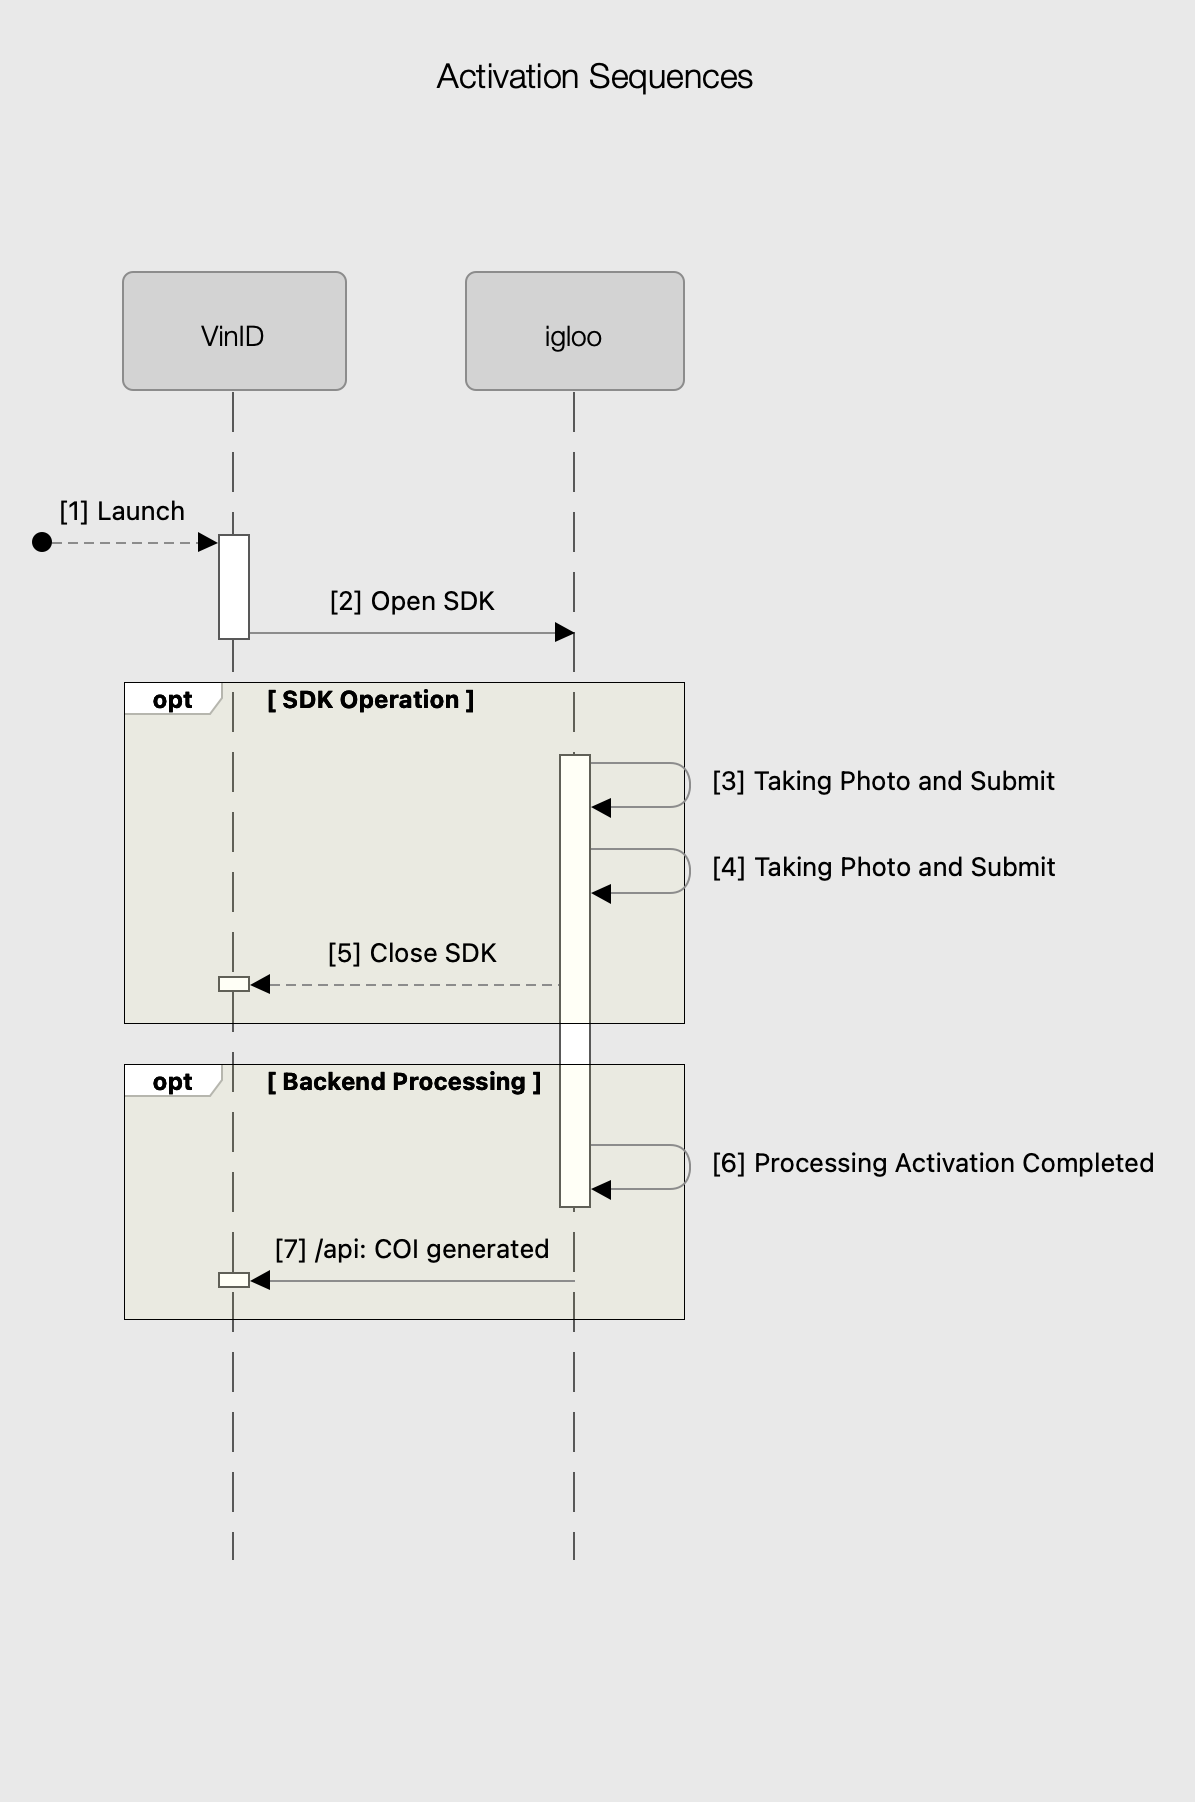 Activation Sequences
VinID
igloo
[1] Launch
[2] Open SDK
opt
[ SDK Operation ]
[3] Taking Photo and Submit
[4] Taking Photo and Submit
[5] Close SDK
opt
[ Backend Processing ]
[6] Processing Activation Completed
[7] /api: COI generated